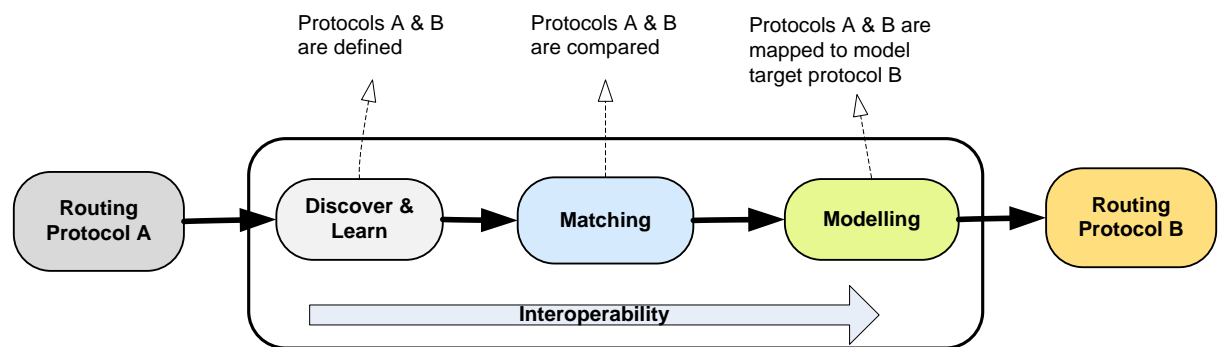 Protocols A & B
are defined
Protocols A & B
are compared
Protocols A & B are
mapped to model
target protocol B
Routing
Protocol A
Discover &
Learn
Matching
Modelling
Routing
Protocol B
Interoperability